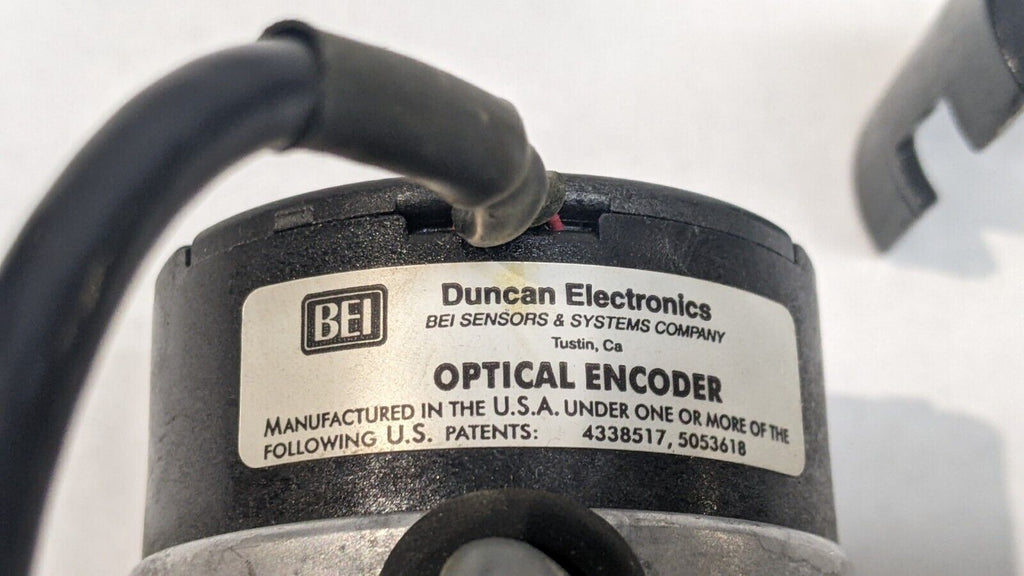 BEI
Duncan Electronics
BEI SENSORS & SYSTEMS COMPANY
Tustin, Ca
OPTICAL ENCODER
MANUFACTURED IN THE U.S.A. UNDER ONE OR MORE OF THE
FOLLOWING U.S. PATENTS: 4338517, 5053618